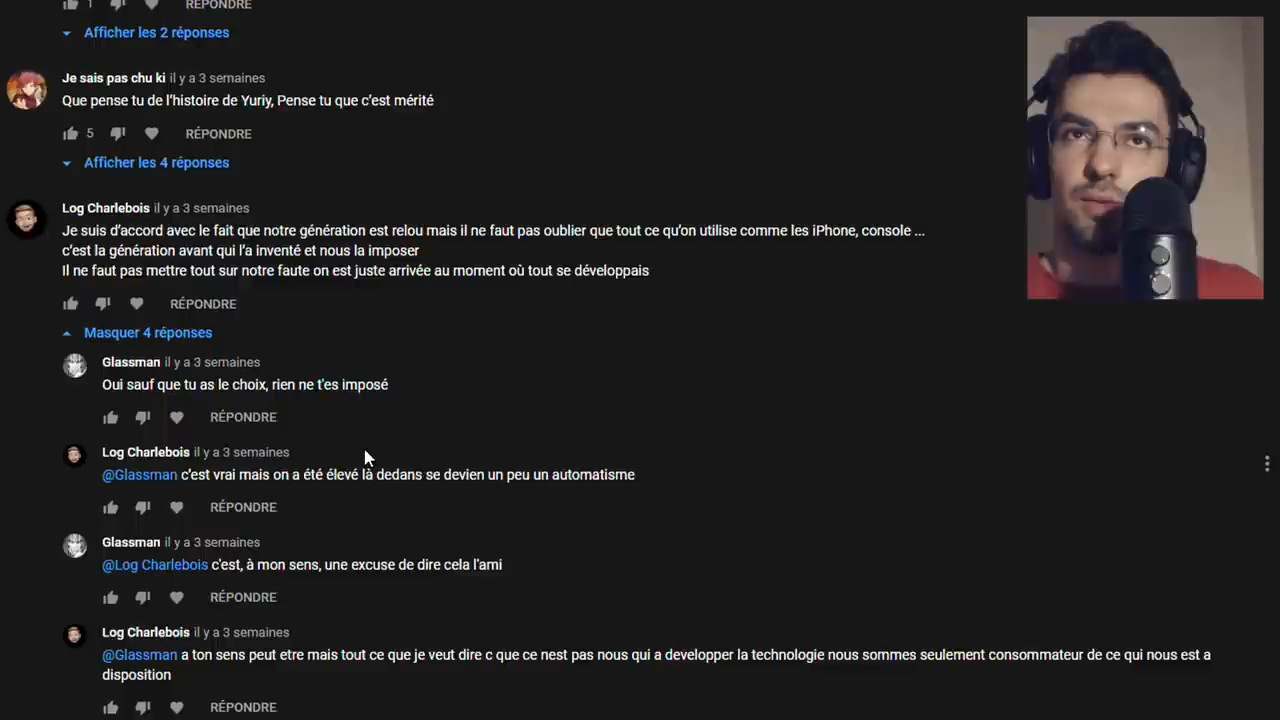 1 RÉPONDRE
Afficher les 2 réponses
Je sais pas chu ki il y a 3 semaines
Que pense tu de l'histoire de Yuriy, Pense tu que c'est mérité
5 RÉPONDRE
Afficher les 4 réponses
Log Charlebois il y a 3 semaines
Je suis d'accord avec le fait que notre génération est relou mais il ne faut pas oublier que tout ce qu'on utilise comme les iPhone, console ...
c'est la génération avant qui l'a inventé et nous la imposer
Il ne faut pas mettre tout sur notre faute on est juste arrivée au moment où tout se développais
RÉPONDRE
Masquer 4 réponses
Glassman il y a 3 semaines
Oui sauf que tu as le choix, rien ne t'es imposé
RÉPONDRE
Log Charlebois il y a 3 semaines
@Glassman c'est vrai mais on a été élevé là dedans se devien un peu un automatisme
RÉPONDRE
Glassman il y a 3 semaines
@Log Charlebois c'est, à mon sens, une excuse de dire cela l'ami
RÉPONDRE
Log Charlebois il y a 3 semaines
@Glassman a ton sens peut etre mais tout ce que je veut dire c que ce nest pas nous qui a developper la technologie nous sommes seulement consommateur de ce qui nous est a
disposition
RÉPONDRE